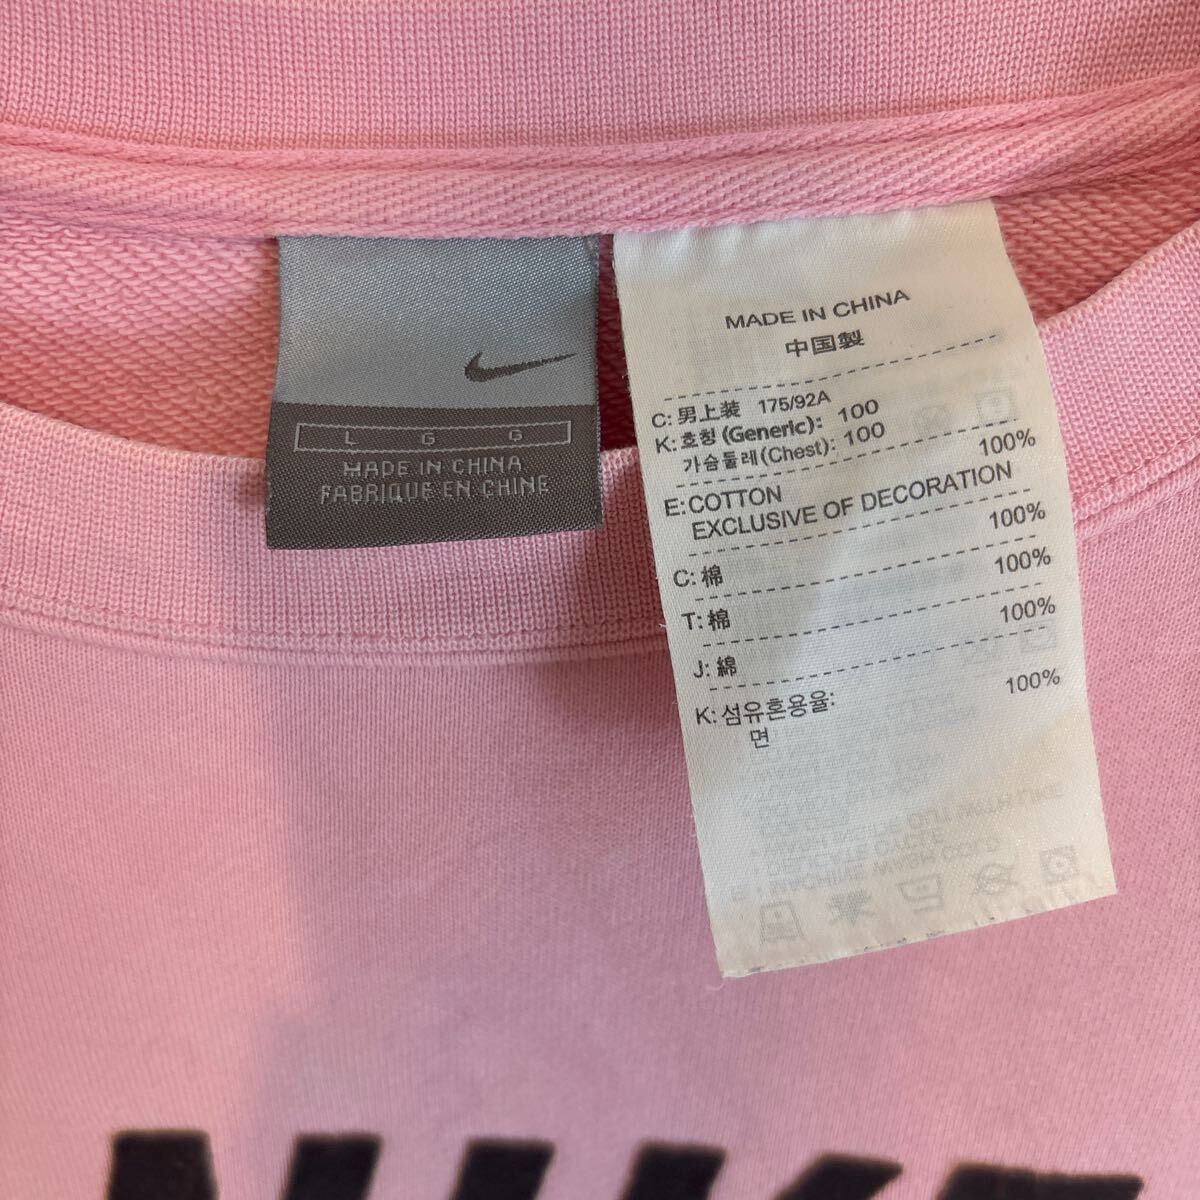 L G G
MADE IN CHINA
FABRIQUE EN CHINE
MADE IN CHINA
中国製
C: 男上装 175/92A
K: 호칭 (Generic): 100
가슴둘레(Chest): 100
100%
E: COTTON
EXCLUSIVE OF DECORATION
100%
C: 棉
100%
T: 棉
100%
J: 綿
100%
K: 섬유혼용율:
면
NIKE